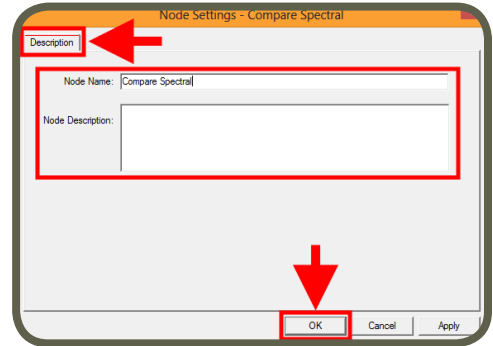 Node Settings - Compare Spectral
Description
Node Name: Compare Spectral
Node Description:
OK Cancel Apply